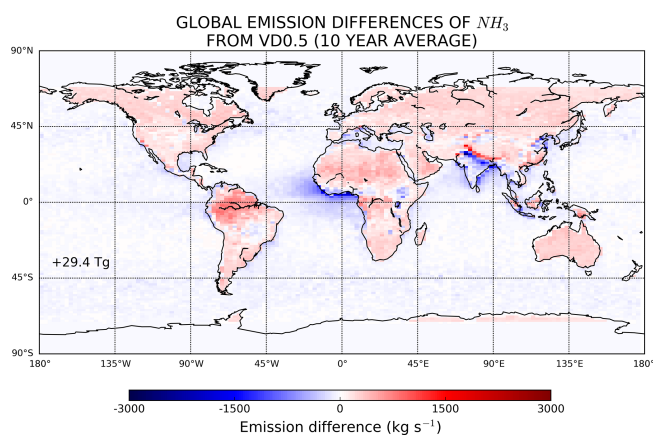 GLOBAL EMISSION DIFFERENCES OF NH₃
FROM VD0.5 (10 YEAR AVERAGE)
90°N
45°N
0°
+29.4 Tg
45°S
90°S
180° 135°W 90°W 45°W 0° 45°E 90°E 135°E 180°
-3000 -1500 0 1500 3000
Emission difference (kg s⁻¹)